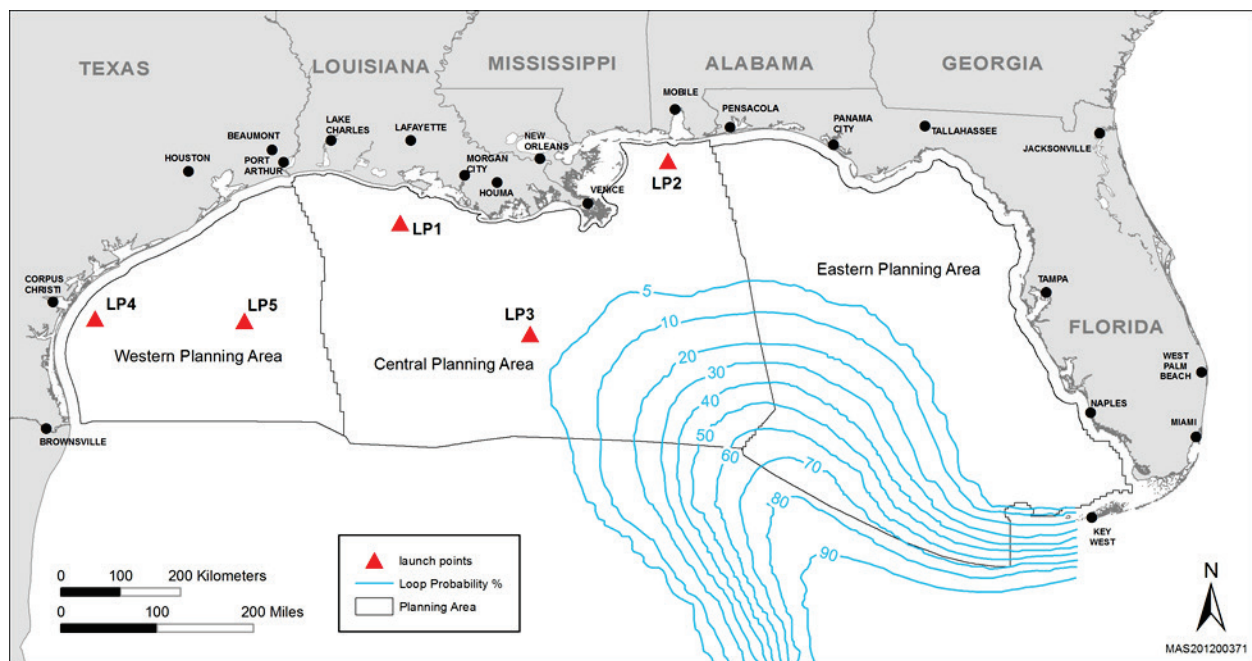 TEXAS
LOUISIANA
MISSISSIPPI
ALABAMA
GEORGIA
MOBILE
PENSACOLA
PANAMA
CITY
TALLAHASSEE
JACKSONVILLE
BEAUMONT
LAKE
CHARLES
LAFAYETTE
NEW
ORLEANS
HOUSTON
PORT
ARTHUR
MORGAN
CITY
HOUMA
VENICE
LP2
LP1
CORPUS
CHRISTI
LP4
LP5
LP3
Western Planning Area
Central Planning Area
Eastern Planning Area
TAMPA
FLORIDA
WEST
PALM
BEACH
NAPLES
MIAMI
KEY
WEST
BROWNSVILLE
5
10
20
30
40
50
60
70
80
90
launch points
Loop Probability %
Planning Area
0 100 200 Kilometers
0 100 200 Miles
N
MAS201200371